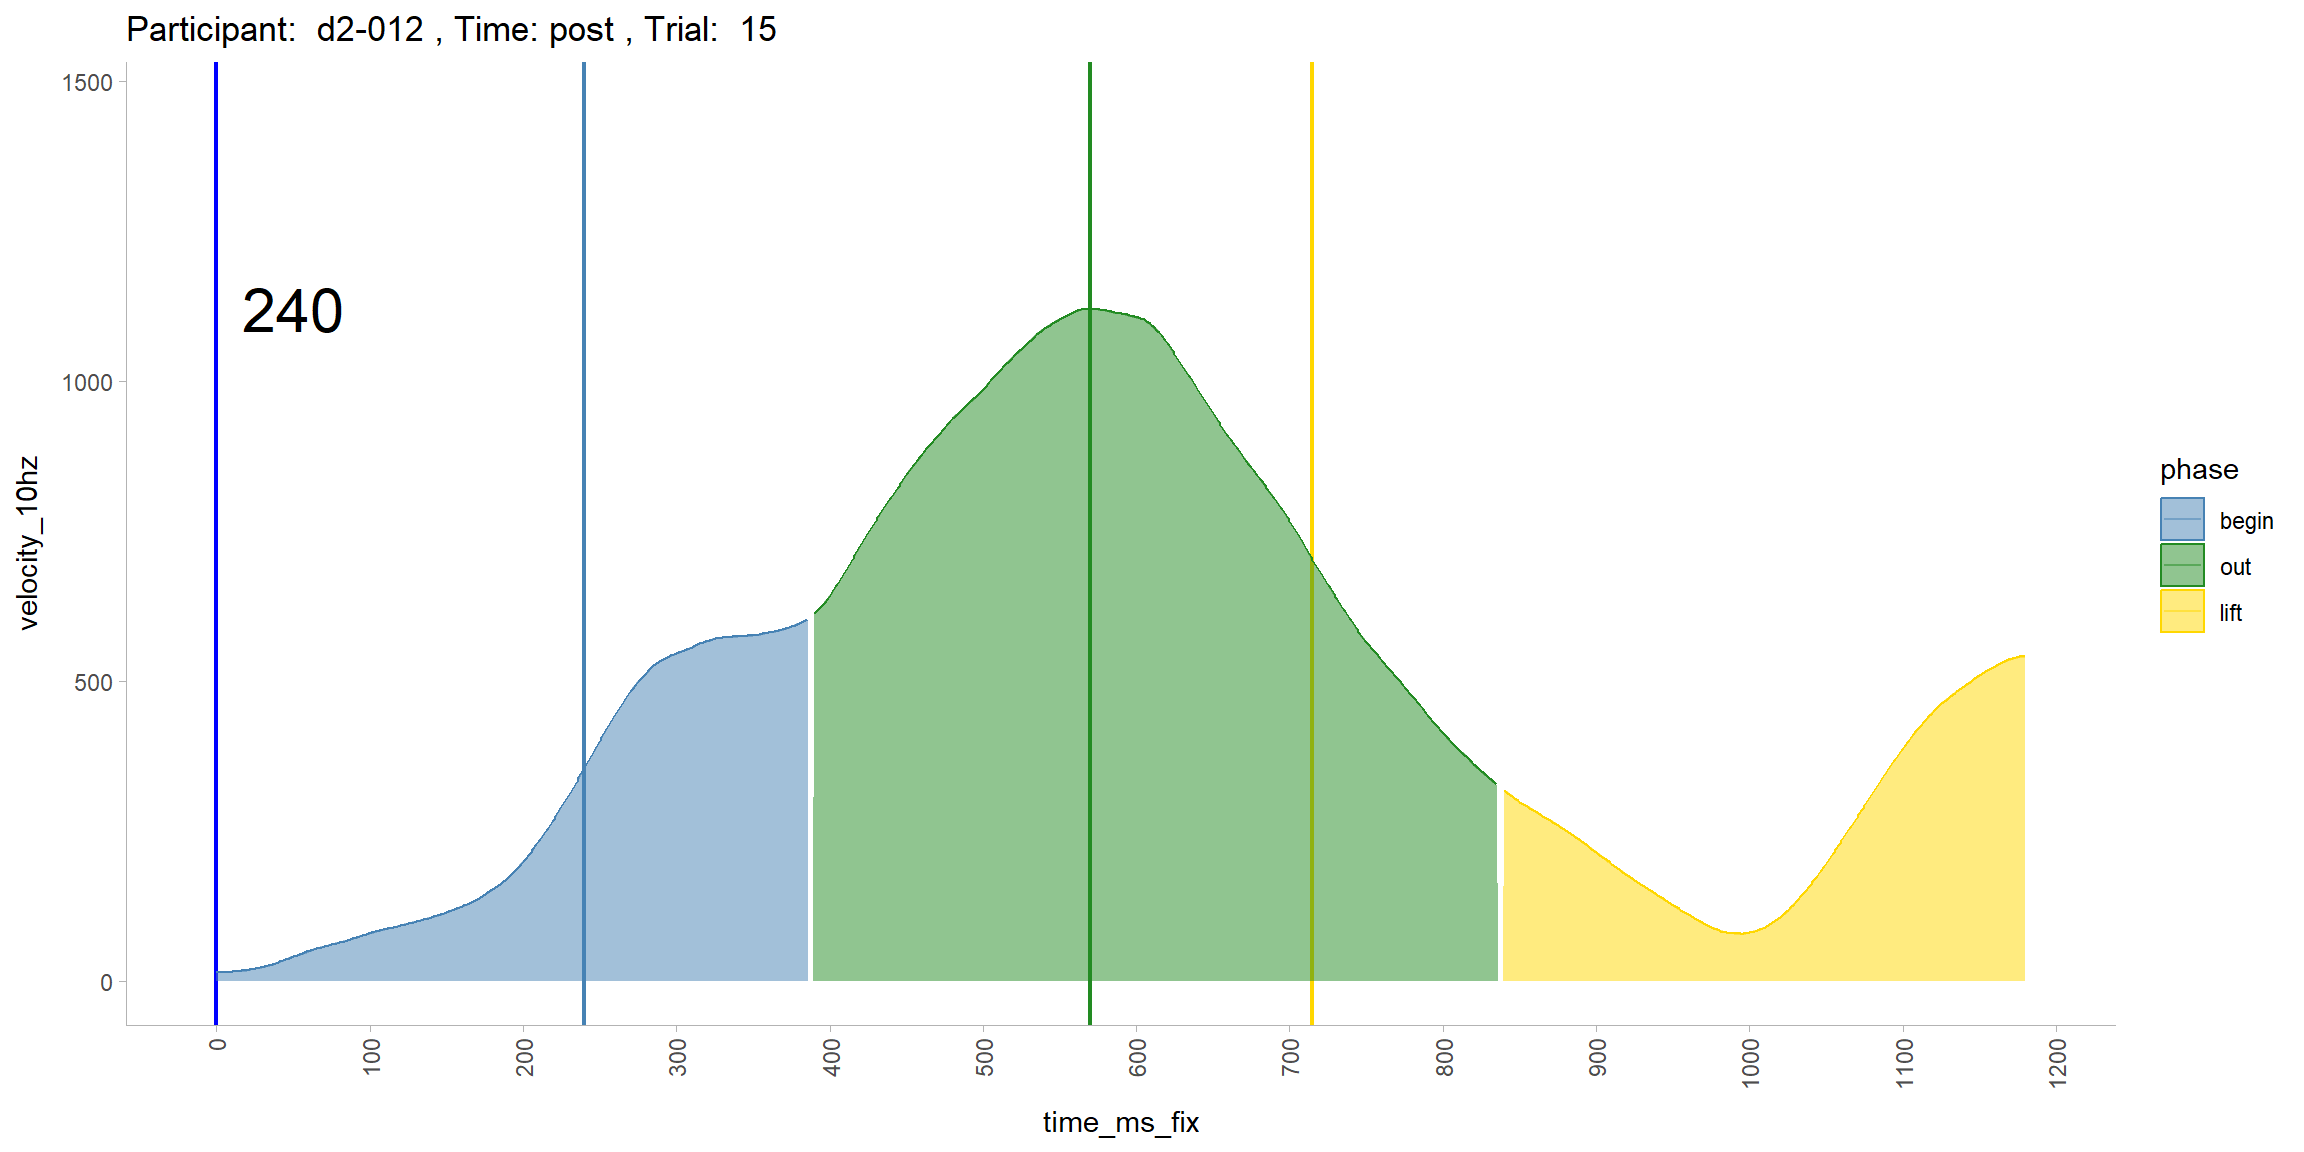 Participant:  d2-012 , Time: post , Trial:  15
1500
1000
500
0
velocity_10hz
240
0
100
200
300
400
500
600
700
800
900
1000
1100
1200
time_ms_fix
phase
begin
out
lift